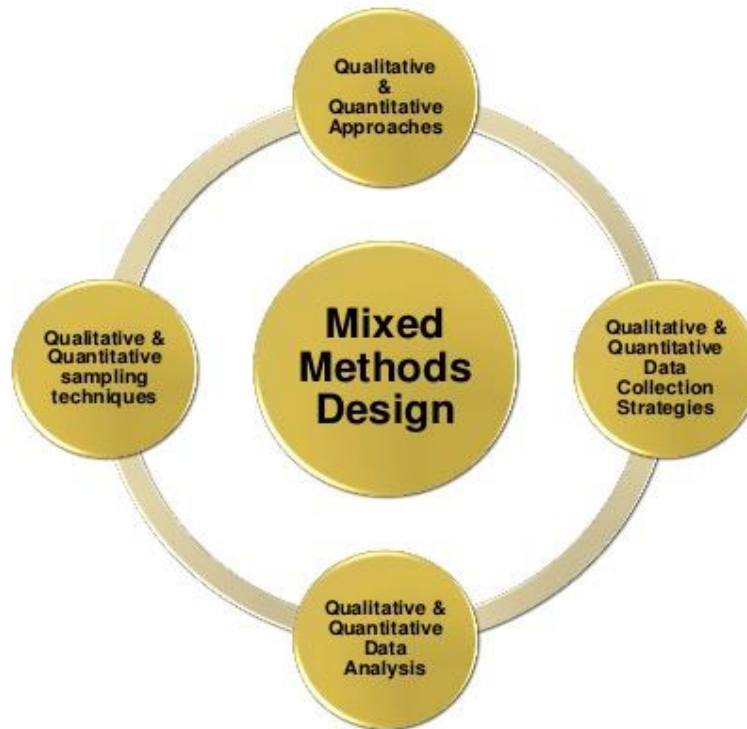 Qualitative
&
Quantitative
Approaches
Mixed
Methods
Design
Qualitative &
Quantitative
sampling
techniques
Qualitative &
Quantitative
Data
Collection
Strategies
Qualitative &
Quantitative
Data
Analysis